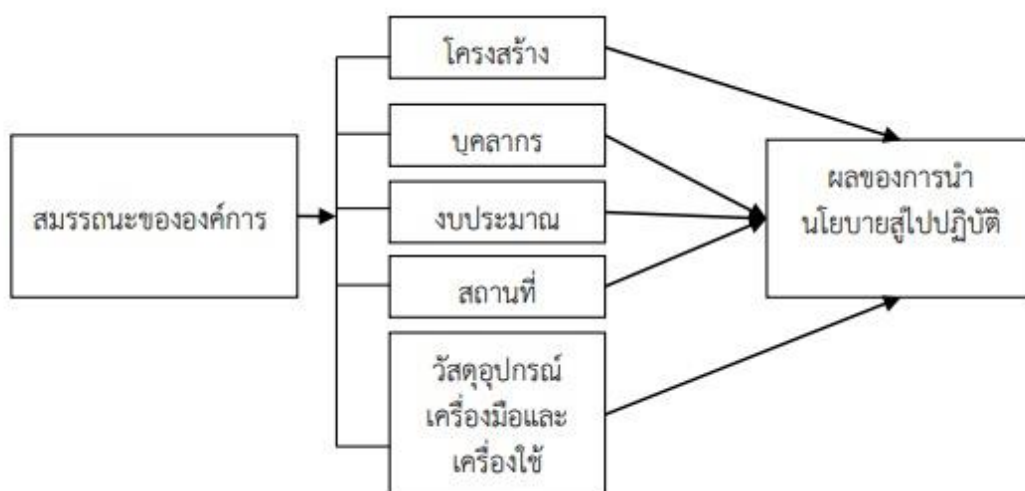 โครงสร้าง
บุคลากร
สมรรถนะขององค์การ
งบประมาณ
สถานที่
วัสดุอุปกรณ์
เครื่องมือและ
เครื่องใช้
ผลของการนำ
นโยบายสู่ไปปฏิบัติ